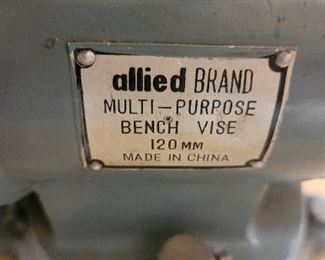 allied BRAND
MULTI-PURPOSE
BENCH VISE
120 MM
MADE IN CHINA